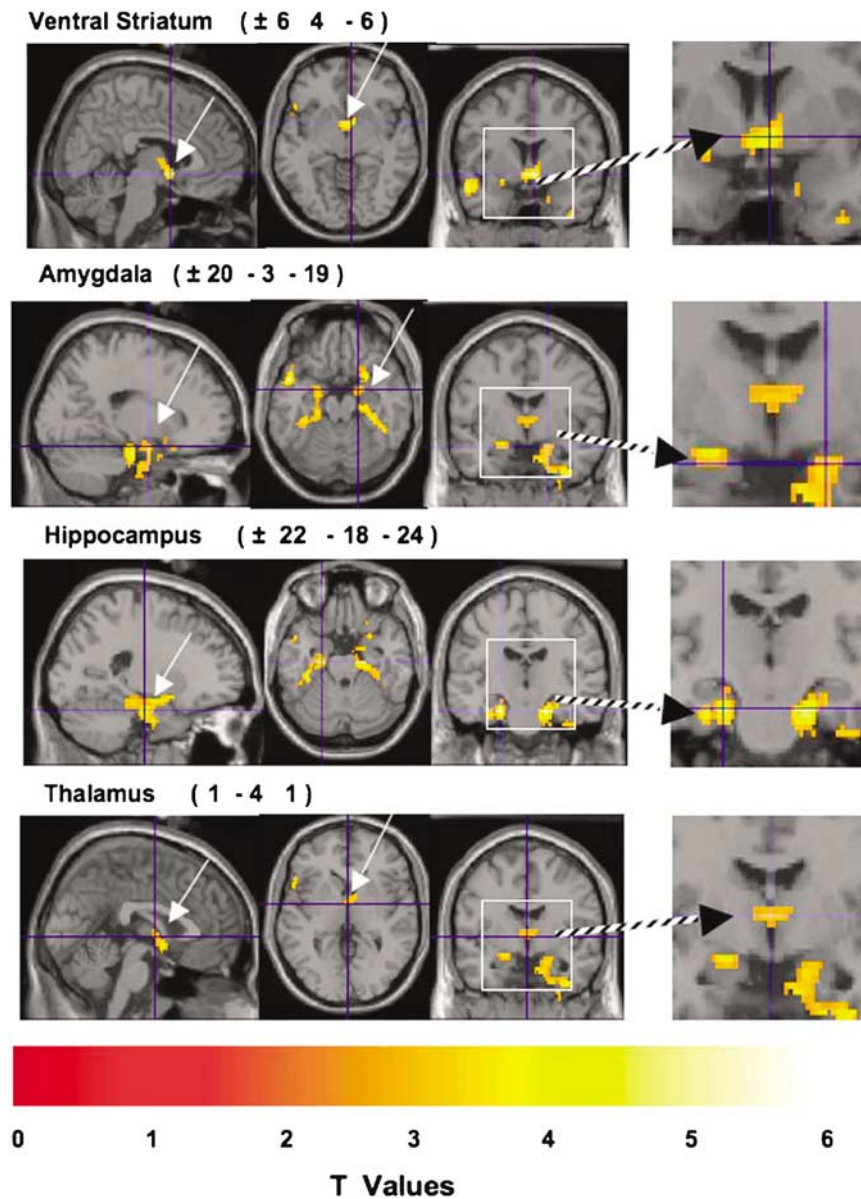 Ventral Striatum ( ± 6 4 - 6)
Amygdala ( ± 20 - 3 - 19)
Hippocampus ( ± 22 - 18 - 24)
Thalamus ( 1 - 4 1 )
0 1 2 3 4 5 6
T Values